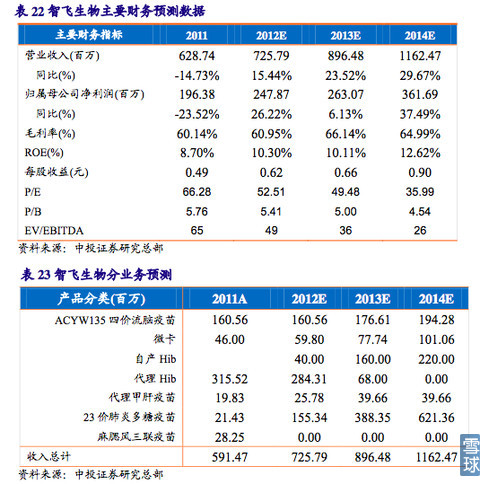 表 22 智飞生物主要财务预测数据
主要财务指标 2011 2012E 2013E 2014E
营业收入(百万) 628.74 725.79 896.48 1162.47
同比(%) -14.73% 15.44% 23.52% 29.67%
归属母公司净利润(百万) 196.38 247.87 263.07 361.69
同比(%) -23.52% 26.22% 6.13% 37.49%
毛利率(%) 60.14% 60.95% 66.14% 64.99%
ROE(%) 8.70% 10.30% 10.11% 12.62%
每股收益(元) 0.49 0.62 0.66 0.90
P/E 66.28 52.51 49.48 35.99
P/B 5.76 5.41 5.00 4.54
EV/EBITDA 65 49 36 26
资料来源：中投证券研究总部
表 23 智飞生物分业务预测
产品分类(百万) 2011A 2012E 2013E 2014E
ACYW135 四价流脑疫苗 160.56 160.56 176.61 194.28
微卡 46.00 59.80 77.74 101.06
自产 Hib 40.00 160.00 220.00
代理 Hib 315.52 284.31 68.00 0.00
代理甲肝疫苗 19.83 25.78 39.66 39.66
23 价肺炎多糖疫苗 21.43 155.34 388.35 621.36
麻腮风三联疫苗 28.25 0.00 0.00 0.00
收入总计 591.47 725.79 896.48 1162.47
资料来源：中投证券研究总部
雪球